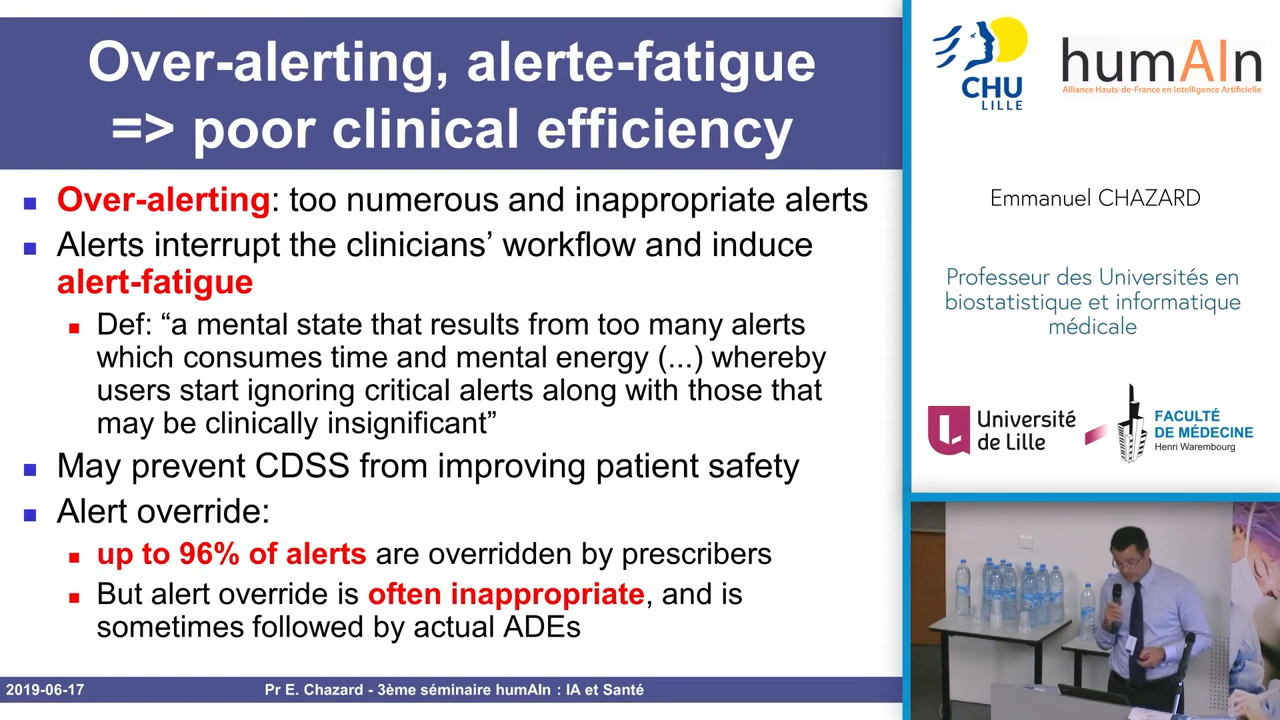 Over-alerting, alerte-fatigue
=> poor clinical efficiency
Over-alerting: too numerous and inappropriate alerts
Alerts interrupt the clinicians’ workflow and induce
alert-fatigue
Def: “a mental state that results from too many alerts
which consumes time and mental energy (...) whereby
users start ignoring critical alerts along with those that
may be clinically insignificant”
May prevent CDSS from improving patient safety
Alert override:
up to 96% of alerts are overridden by prescribers
But alert override is often inappropriate, and is
sometimes followed by actual ADEs
2019-06-17
Pr E. Chazard - 3ème séminaire humAIn : IA et Santé
CHU
LILLE
humAIn
Alliance Hauts-de-France en Intelligence Artificielle
Emmanuel CHAZARD
Professeur des Universités en
biostatistique et informatique
médicale
Université
de Lille
FACULTÉ
DE MÉDECINE
Henri Warembourg